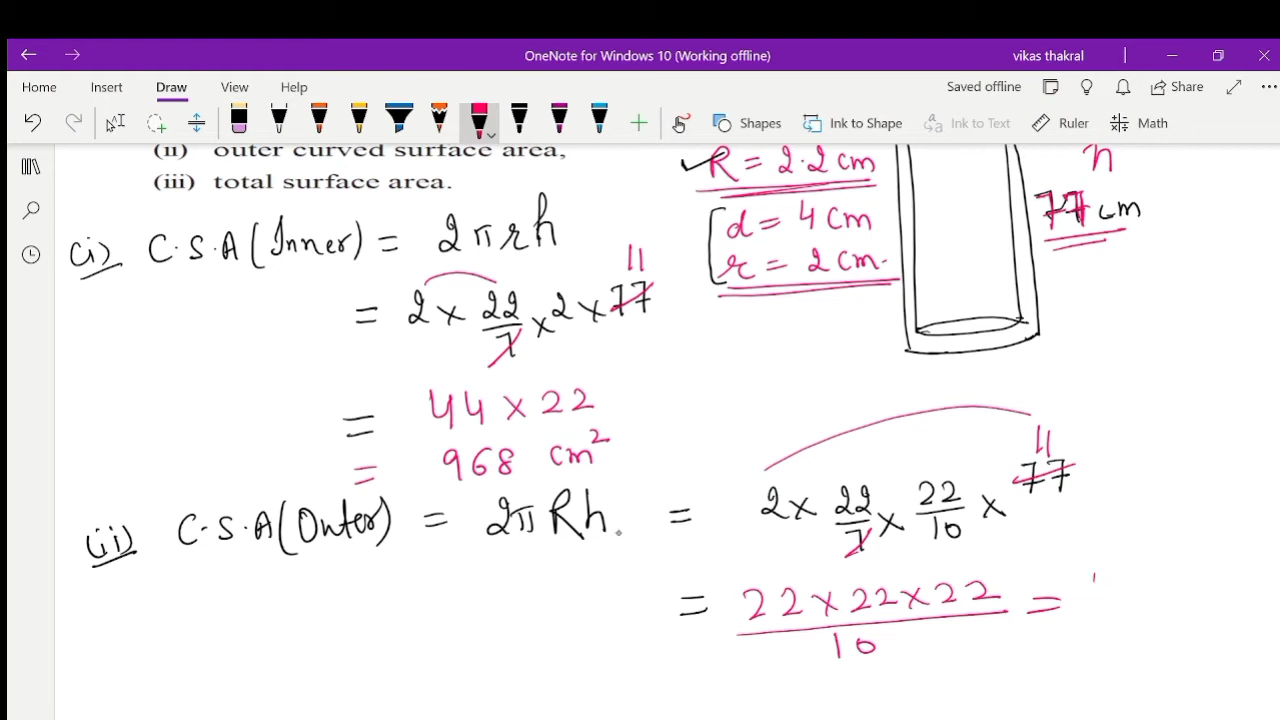 OneNote for Windows 10 (Working offline)
vikas thakral
Home Insert Draw View Help
Saved offline
Share
Shapes
Ink to Shape
Ink to Text
Ruler
Math
(ii) outer curved surface area,
(iii) total surface area.
R = 2.2 cm
d = 4 cm
r = 2 cm.
h
77 cm
(i) C.S.A (Inner) = 2πrh
11
= 2 × 22/7 × 2 × 77
= 44 × 22
= 968 cm²
(ii) C.S.A (Outer) = 2πRh. = 2 × 22/7 × 22/10 × 77
11
= 22×22×22/10 =